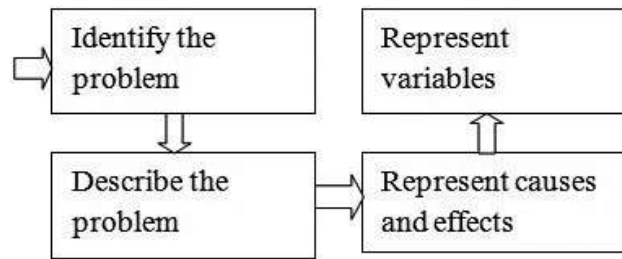 Identify the
problem
Describe the
problem
Represent causes
and effects
Represent
variables